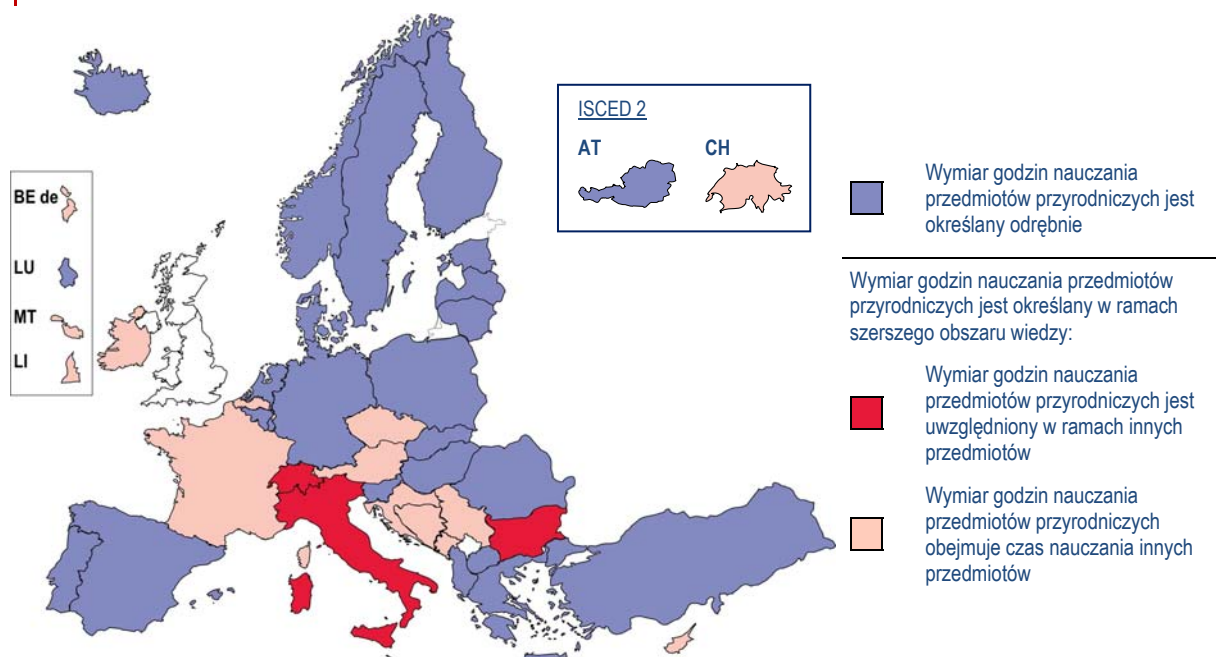 ISCED 2
AT CH
BE de
LU
MT
LI
Wymiar godzin nauczania
przedmiotów przyrodniczych jest
określany odrębnie
Wymiar godzin nauczania przedmiotów
przyrodniczych jest określany w ramach
szerszego obszaru wiedzy:
Wymiar godzin nauczania
przedmiotów przyrodniczych jest
uwzględniony w ramach innych
przedmiotów
Wymiar godzin nauczania
przedmiotów przyrodniczych
obejmuje czas nauczania innych
przedmiotów